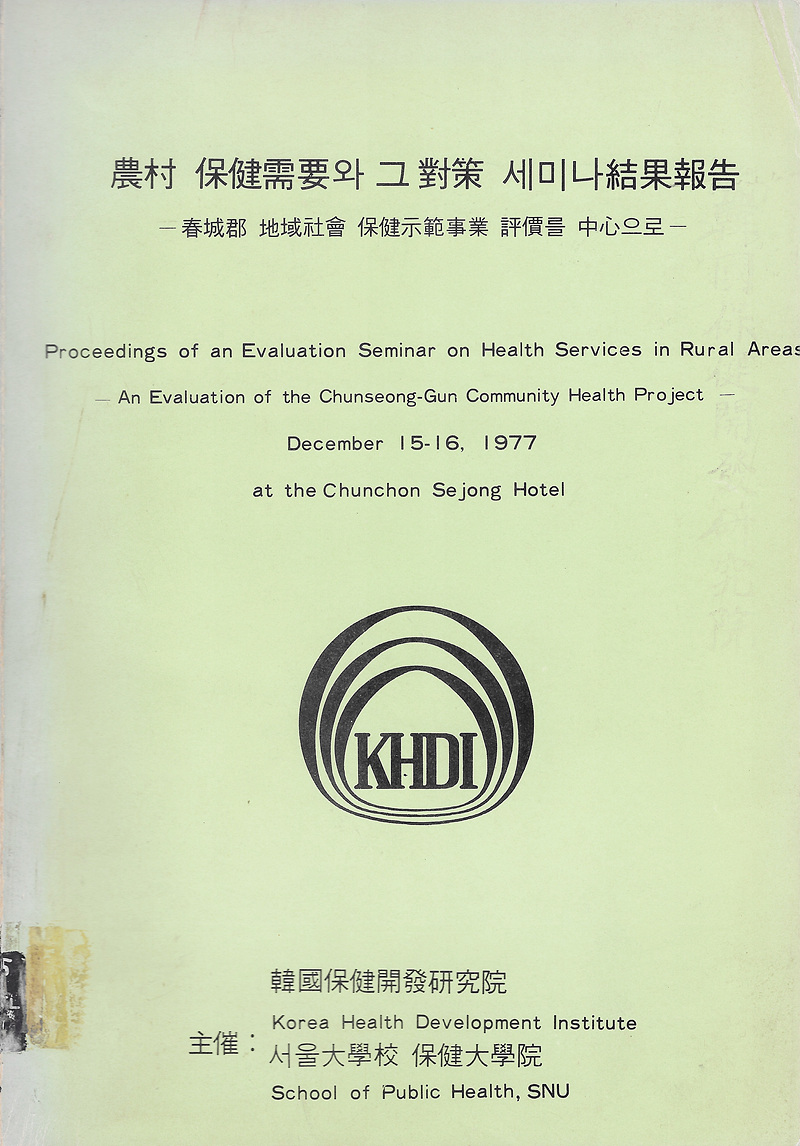 農村 保健需要와 그 對策 세미나結果報告
—春城郡 地域社會 保健示範事業 評價를 中心으로—
Proceedings of an Evaluation Seminar on Health Services in Rural Areas
— An Evaluation of the Chunseong-Gun Community Health Project —
December 15-16, 1977
at the Chunchon Sejong Hotel
KHDI
韓國保健開發研究院
Korea Health Development Institute
主催：
서울大學校 保健大學院
School of Public Health, SNU